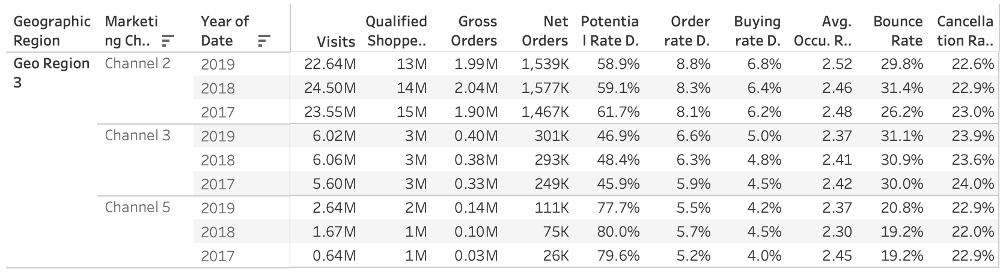 Geographic Region Marketi ng Ch.. Year of Date Visits Qualified Shoppe.. Gross Orders Net Orders Potentia l Rate D. Order rate D. Buying rate D. Avg. Occu. R.. Bounce Rate Cancella tion Ra..
Geo Region 3 Channel 2 2019 22.64M 13M 1.99M 1,539K 58.9% 8.8% 6.8% 2.52 29.8% 22.6%
2018 24.50M 14M 2.04M 1,577K 59.1% 8.3% 6.4% 2.46 31.4% 22.9%
2017 23.55M 15M 1.90M 1,467K 61.7% 8.1% 6.2% 2.48 26.2% 23.0%
Channel 3 2019 6.02M 3M 0.40M 301K 46.9% 6.6% 5.0% 2.37 31.1% 23.9%
2018 6.06M 3M 0.38M 293K 48.4% 6.3% 4.8% 2.41 30.9% 23.6%
2017 5.60M 3M 0.33M 249K 45.9% 5.9% 4.5% 2.42 30.0% 24.0%
Channel 5 2019 2.64M 2M 0.14M 111K 77.7% 5.5% 4.2% 2.37 20.8% 22.9%
2018 1.67M 1M 0.10M 75K 80.0% 5.7% 4.5% 2.30 19.2% 22.0%
2017 0.64M 1M 0.03M 26K 79.6% 5.2% 4.0% 2.45 19.2% 22.9%